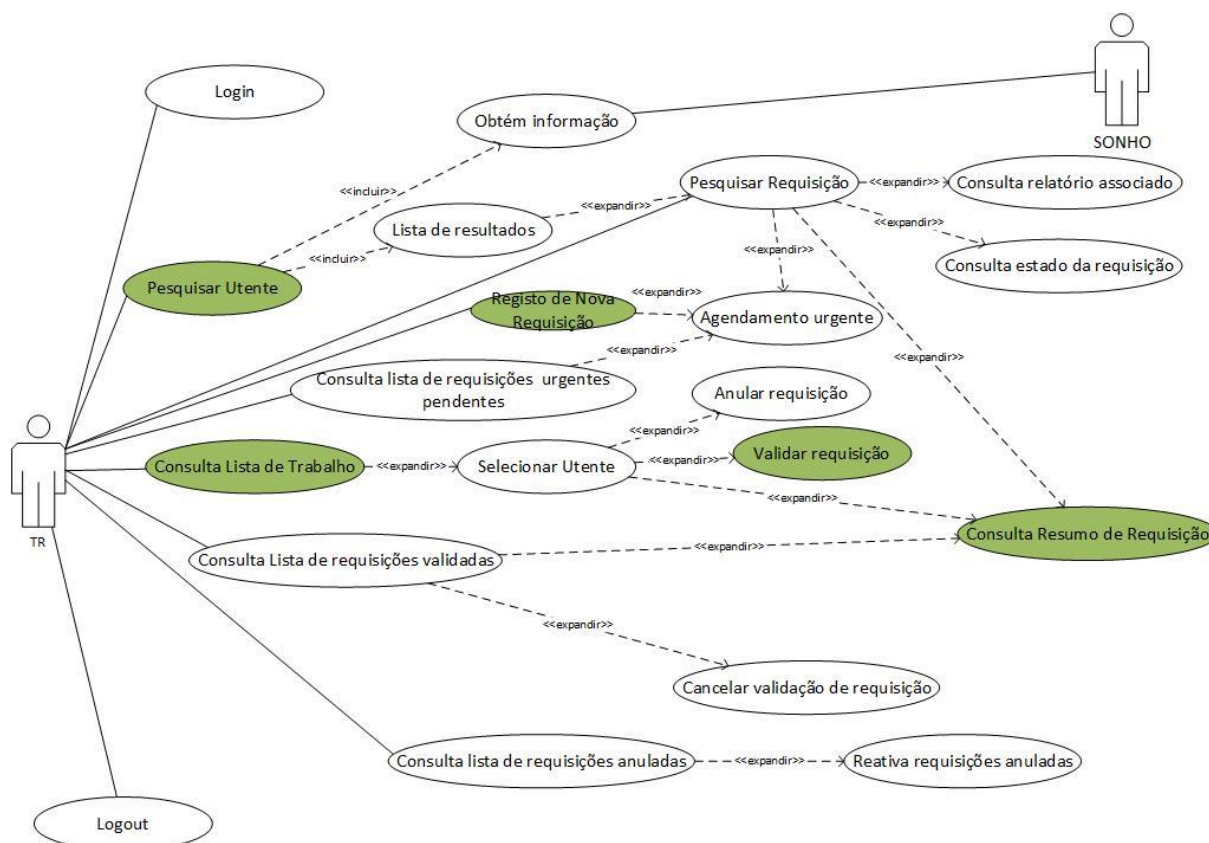 Login
SONHO
Obtém informação
<<incluir>>
Pesquisar Requisição
<<expandir>>
Consulta relatório associado
<<expandir>>
Lista de resultados
<<expandir>>
<<incluir>>
<<expandir>>
Consulta estado da requisição
Pesquisar Utente
Registo de Nova
Requisição
<<expandir>>
Agendamento urgente
<<expandir>>
<<expandir>>
Consulta lista de requisições urgentes
pendentes
Anular requisição
<<expandir>>
Validar requisição
Consulta Lista de Trabalho
<<expandir>>
Selecionar Utente
<<expandir>>
<<expandir>>
TR
Consulta Resumo de Requisição
Consulta Lista de requisições validadas
<<expandir>>
<<expandir>>
Cancelar validação de requisição
Consulta lista de requisições anuladas
<<expandir>>
Reativa requisições anuladas
Logout